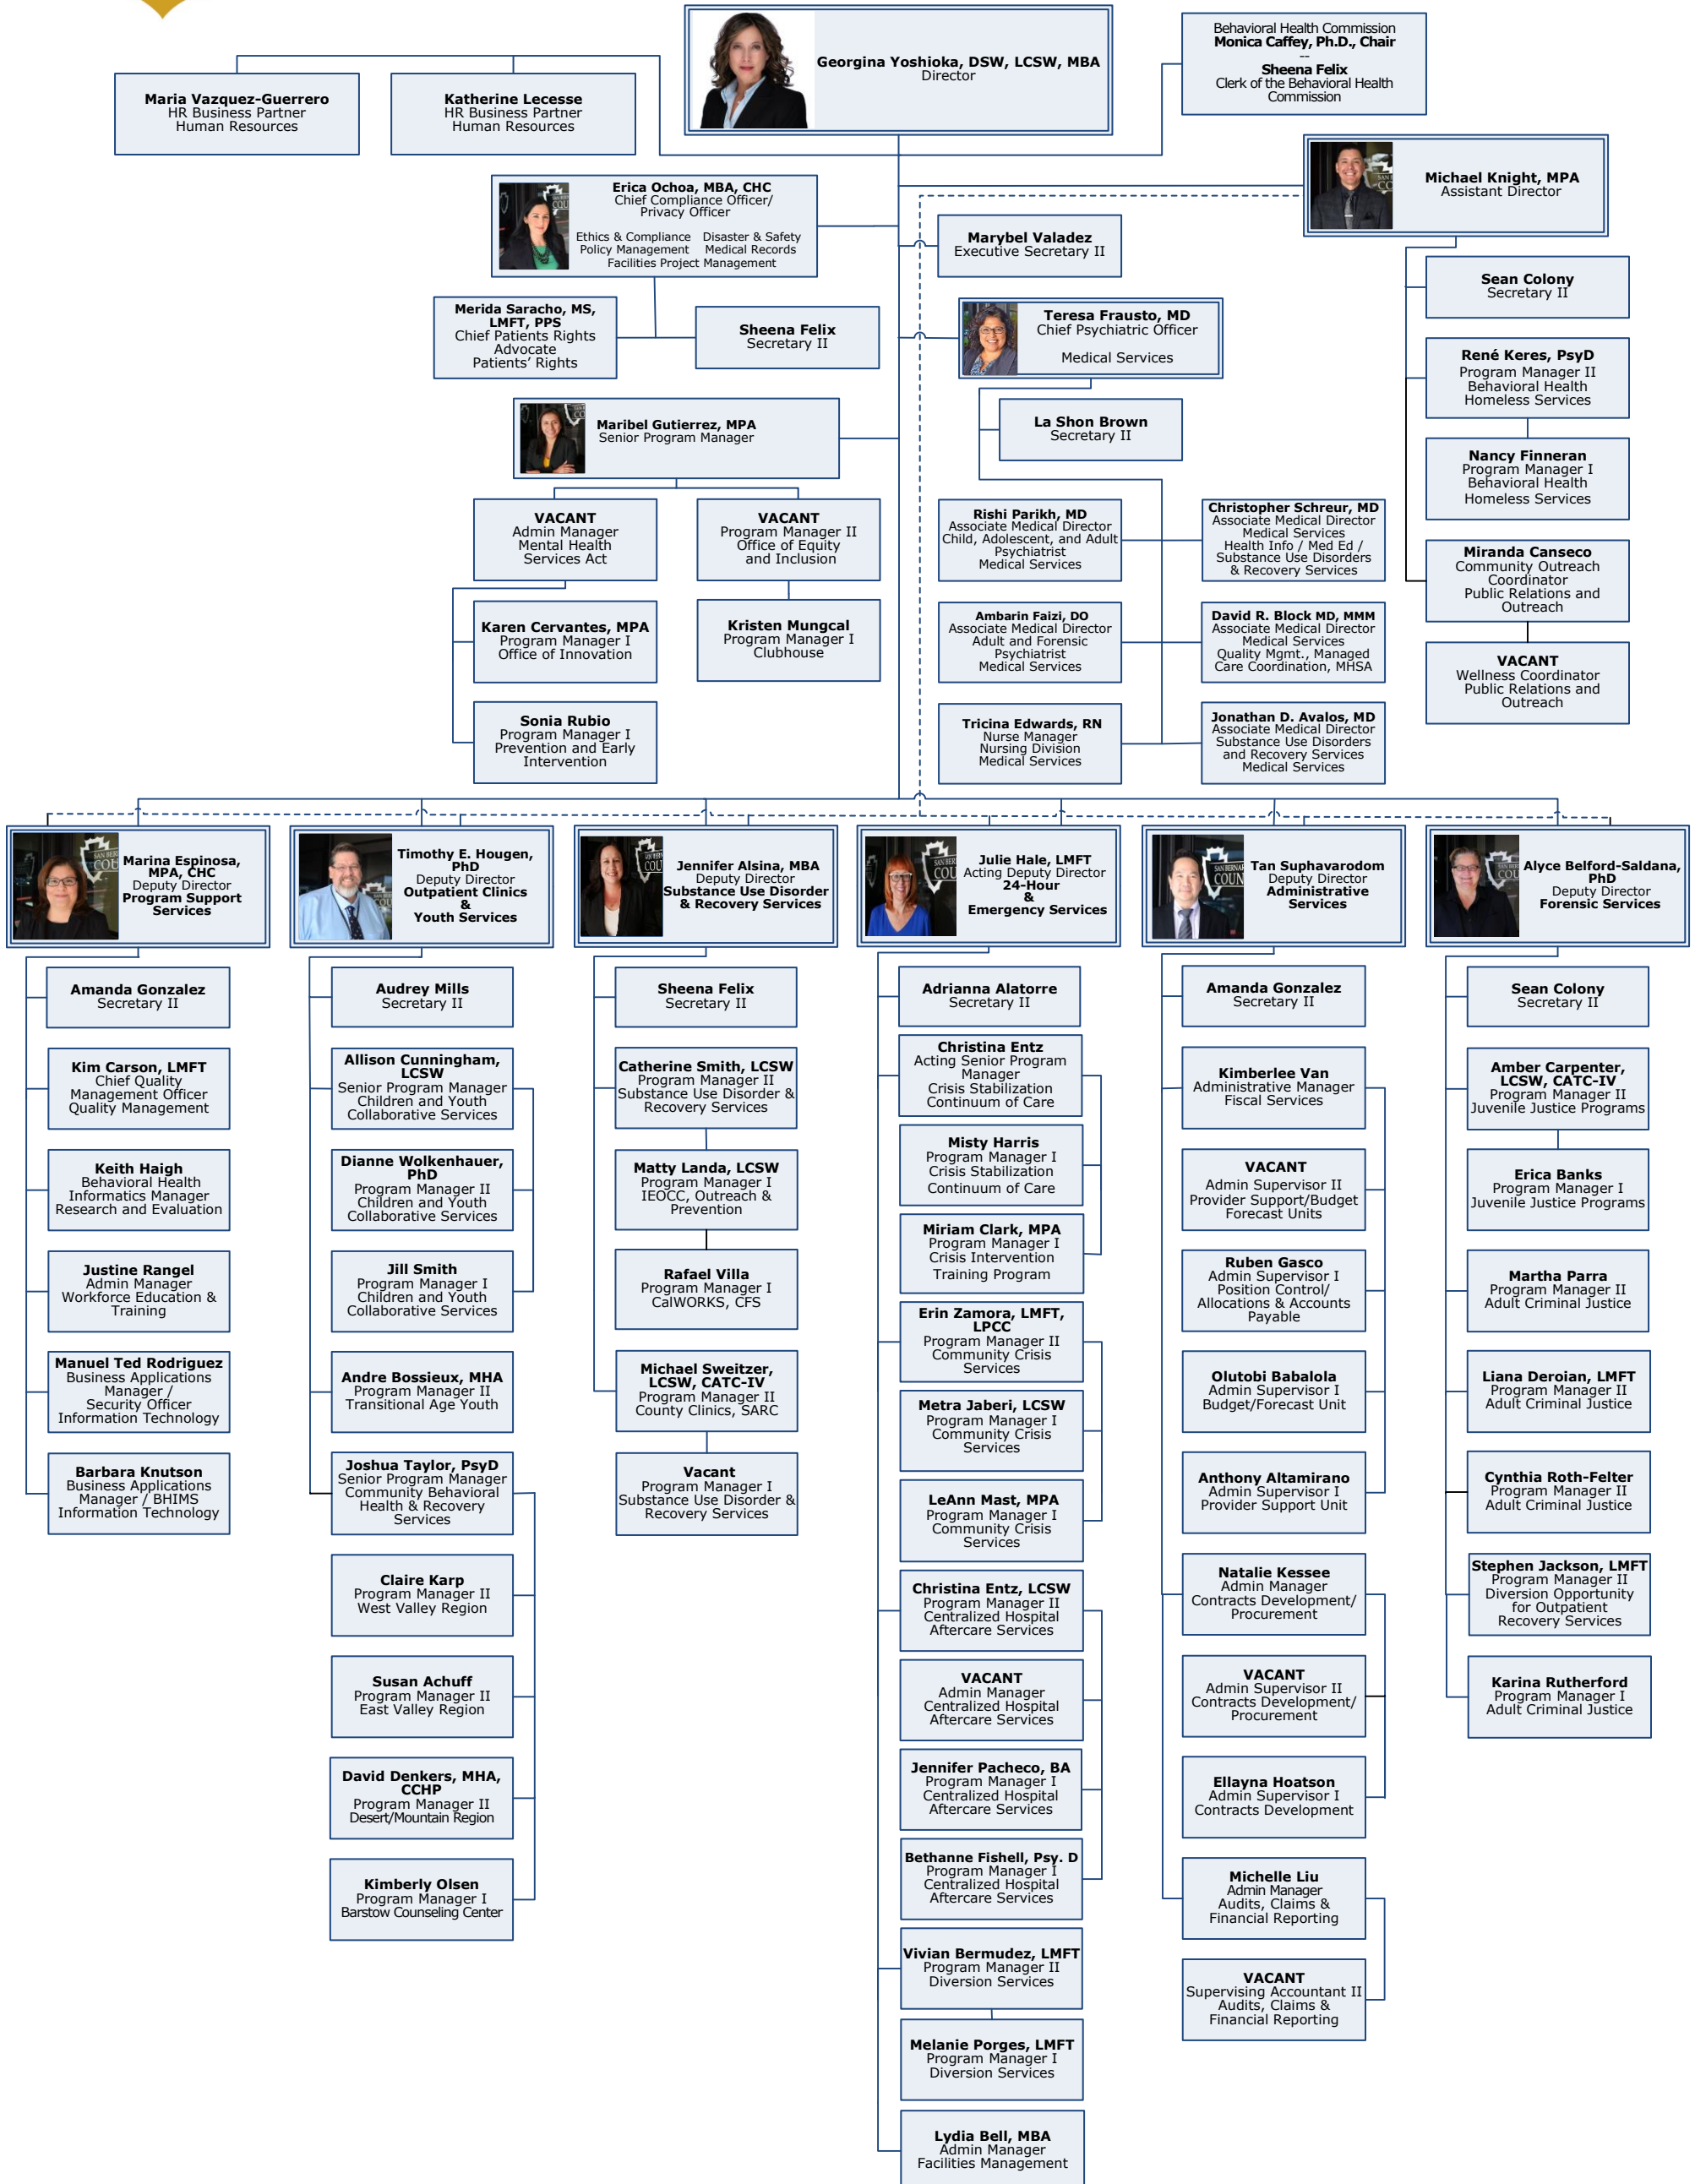 Georgina Yoshioka, DSW, LCSW, MBA
Director
Behavioral Health Commission
Monica Caffey, Ph.D., Chair
--
Sheena Felix
Clerk of the Behavioral Health
Commission
Maria Vazquez-Guerrero
HR Business Partner
Human Resources
Katherine Lecesse
HR Business Partner
Human Resources
Michael Knight, MPA
Assistant Director
Erica Ochoa, MBA, CHC
Chief Compliance Officer/
Privacy Officer
Ethics & Compliance Disaster & Safety
Policy Management Medical Records
Facilities Project Management
Marybel Valadez
Executive Secretary II
Sean Colony
Secretary II
Merida Saracho, MS,
LMFT, PPS
Chief Patients Rights
Advocate
Patients' Rights
Sheena Felix
Secretary II
Teresa Frausto, MD
Chief Psychiatric Officer
Medical Services
René Keres, PsyD
Program Manager II
Behavioral Health
Homeless Services
Maribel Gutierrez, MPA
Senior Program Manager
La Shon Brown
Secretary II
Nancy Finneran
Program Manager I
Behavioral Health
Homeless Services
VACANT
Admin Manager
Mental Health
Services Act
VACANT
Program Manager II
Office of Equity
and Inclusion
Rishi Parikh, MD
Associate Medical Director
Child, Adolescent, and Adult
Psychiatrist
Medical Services
Christopher Schreur, MD
Associate Medical Director
Medical Services
Health Info / Med Ed /
Substance Use Disorders
& Recovery Services
Miranda Canseco
Community Outreach
Coordinator
Public Relations and
Outreach
Karen Cervantes, MPA
Program Manager I
Office of Innovation
Kristen Mungcal
Program Manager I
Clubhouse
Ambarin Faizi, DO
Associate Medical Director
Adult and Forensic
Psychiatrist
Medical Services
David R. Block MD, MMM
Associate Medical Director
Medical Services
Quality Mgmt., Managed
Care Coordination, MHSA
VACANT
Wellness Coordinator
Public Relations and
Outreach
Sonia Rubio
Program Manager I
Prevention and Early
Intervention
Tricina Edwards, RN
Nurse Manager
Nursing Division
Medical Services
Jonathan D. Avalos, MD
Associate Medical Director
Substance Use Disorders
and Recovery Services
Medical Services
Marina Espinosa,
MPA, CHC
Deputy Director
Program Support
Services
Amanda Gonzalez
Secretary II
Kim Carson, LMFT
Chief Quality
Management Officer
Quality Management
Keith Haigh
Behavioral Health
Informatics Manager
Research and Evaluation
Justine Rangel
Admin Manager
Workforce Education &
Training
Manuel Ted Rodriguez
Business Applications
Manager /
Security Officer
Information Technology
Barbara Knutson
Business Applications
Manager / BHIMS
Information Technology
Timothy E. Hougen,
PhD
Deputy Director
Outpatient Clinics
&
Youth Services
Audrey Mills
Secretary II
Allison Cunningham,
LCSW
Senior Program Manager
Children and Youth
Collaborative Services
Dianne Wolkenhauer,
PhD
Program Manager II
Children and Youth
Collaborative Services
Jill Smith
Program Manager I
Children and Youth
Collaborative Services
Andre Bossieux, MHA
Program Manager II
Transitional Age Youth
Joshua Taylor, PsyD
Senior Program Manager
Community Behavioral
Health & Recovery
Services
Claire Karp
Program Manager II
West Valley Region
Susan Achuff
Program Manager II
East Valley Region
David Denkers, MHA,
CCHP
Program Manager II
Desert/Mountain Region
Kimberly Olsen
Program Manager I
Barstow Counseling Center
Jennifer Alsina, MBA
Deputy Director
Substance Use Disorder
& Recovery Services
Sheena Felix
Secretary II
Catherine Smith, LCSW
Program Manager II
Substance Use Disorder &
Recovery Services
Matty Landa, LCSW
Program Manager I
IEOCC, Outreach &
Prevention
Rafael Villa
Program Manager I
CalWORKS, CFS
Michael Sweitzer,
LCSW, CATC-IV
Program Manager II
County Clinics, SARC
Vacant
Program Manager I
Substance Use Disorder &
Recovery Services
Julie Hale, LMFT
Acting Deputy Director
24-Hour
&
Emergency Services
Adrianna Alatorre
Secretary II
Christina Entz
Acting Senior Program
Manager
Crisis Stabilization
Continuum of Care
Misty Harris
Program Manager I
Crisis Stabilization
Continuum of Care
Miriam Clark, MPA
Program Manager I
Crisis Intervention
Training Program
Erin Zamora, LMFT,
LPCC
Program Manager II
Community Crisis
Services
Metra Jaberi, LCSW
Program Manager I
Community Crisis
Services
LeAnn Mast, MPA
Program Manager I
Community Crisis
Services
Christina Entz, LCSW
Program Manager II
Centralized Hospital
Aftercare Services
VACANT
Admin Manager
Centralized Hospital
Aftercare Services
Jennifer Pacheco, BA
Program Manager I
Centralized Hospital
Aftercare Services
Bethanne Fishell, Psy. D
Program Manager I
Centralized Hospital
Aftercare Services
Vivian Bermudez, LMFT
Program Manager II
Diversion Services
Melanie Porges, LMFT
Program Manager I
Diversion Services
Lydia Bell, MBA
Admin Manager
Facilities Management
Tan Suphavarodom
Deputy Director
Administrative
Services
Amanda Gonzalez
Secretary II
Kimberlee Van
Administrative Manager
Fiscal Services
VACANT
Admin Supervisor II
Provider Support/Budget
Forecast Units
Ruben Gasco
Admin Supervisor I
Position Control/
Allocations & Accounts
Payable
Olutobi Babalola
Admin Supervisor I
Budget/Forecast Unit
Anthony Altamirano
Admin Supervisor I
Provider Support Unit
Natalie Kessee
Admin Manager
Contracts Development/
Procurement
VACANT
Admin Supervisor II
Contracts Development/
Procurement
Ellayna Hoatson
Admin Supervisor I
Contracts Development
Michelle Liu
Admin Manager
Audits, Claims &
Financial Reporting
VACANT
Supervising Accountant II
Audits, Claims &
Financial Reporting
Alyce Belford-Saldana,
PhD
Deputy Director
Forensic Services
Sean Colony
Secretary II
Amber Carpenter,
LCSW, CATC-IV
Program Manager II
Juvenile Justice Programs
Erica Banks
Program Manager I
Juvenile Justice Programs
Martha Parra
Program Manager II
Adult Criminal Justice
Liana Deroian, LMFT
Program Manager II
Adult Criminal Justice
Cynthia Roth-Felter
Program Manager II
Adult Criminal Justice
Stephen Jackson, LMFT
Program Manager II
Diversion Opportunity
for Outpatient
Recovery Services
Karina Rutherford
Program Manager I
Adult Criminal Justice